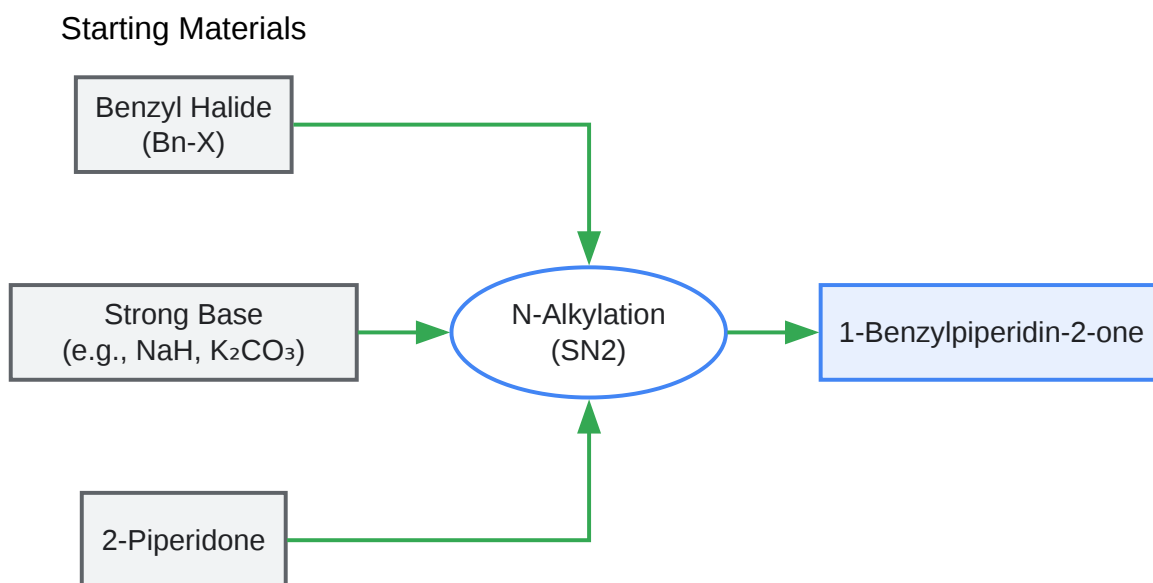 Starting Materials
Benzyl Halide
(Bn-X)
Strong Base
(e.g., NaH, K₂CO₃)
N-Alkylation
(SN2)
1-Benzylpiperidin-2-one
2-Piperidone